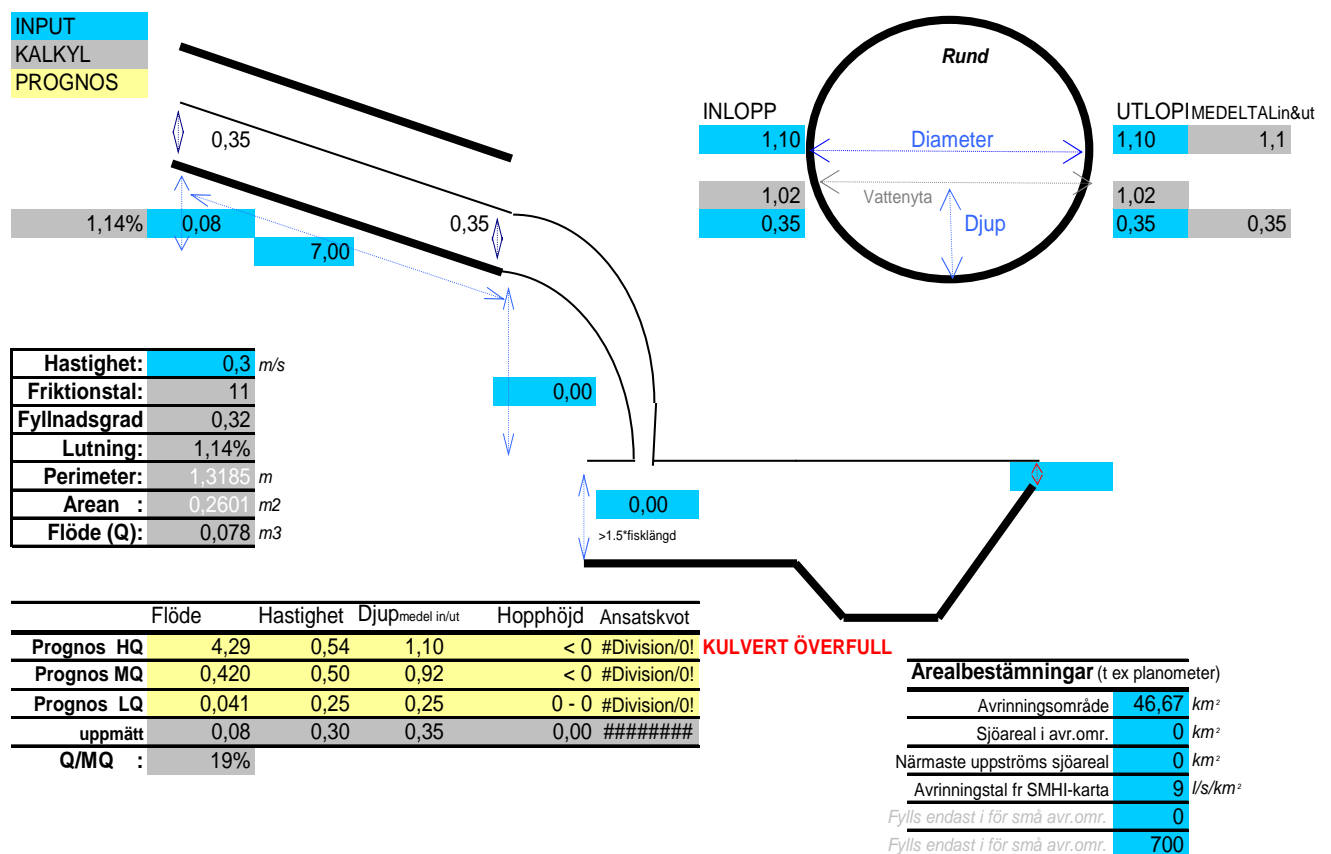 INPUT
KALKYL
PROGNOS
Rund
INLOPP
UTLOPI MEDELTALin&ut
1,10 Diameter 1,10 1,1
0,35
1,02 Vattenyta 1,02
0,35 Djup 0,35 0,35
1,14% 0,08 0,35
7,00
Hastighet: 0,3 m/s
Friktionstal: 11
Fyllnadsgrad 0,32
Lutning: 1,14%
Perimeter: 1,3185 m
Arean : 0,2601 m2
Flöde (Q): 0,078 m3
0,00
0,00
>1.5*fisklängd
Flöde Hastighet Djup medel in/ut Hopphöjd Ansatskvot
Prognos HQ 4,29 0,54 1,10 < 0 #Division/0! KULVERT ÖVERFULL
Prognos MQ 0,420 0,50 0,92 < 0 #Division/0!
Prognos LQ 0,041 0,25 0,25 0 - 0 #Division/0!
uppmätt 0,08 0,30 0,35 0,00 ########
Q/MQ : 19%
Arealbestämningar (t ex planometer)
Avrinningsområde 46,67 km²
Sjöareal i avr.omr. 0 km²
Närmaste uppströms sjöareal 0 km²
Avrinningstal fr SMHI-karta 9 l/s/km²
Fylls endast i för små avr.omr. 0
Fylls endast i för små avr.omr. 700